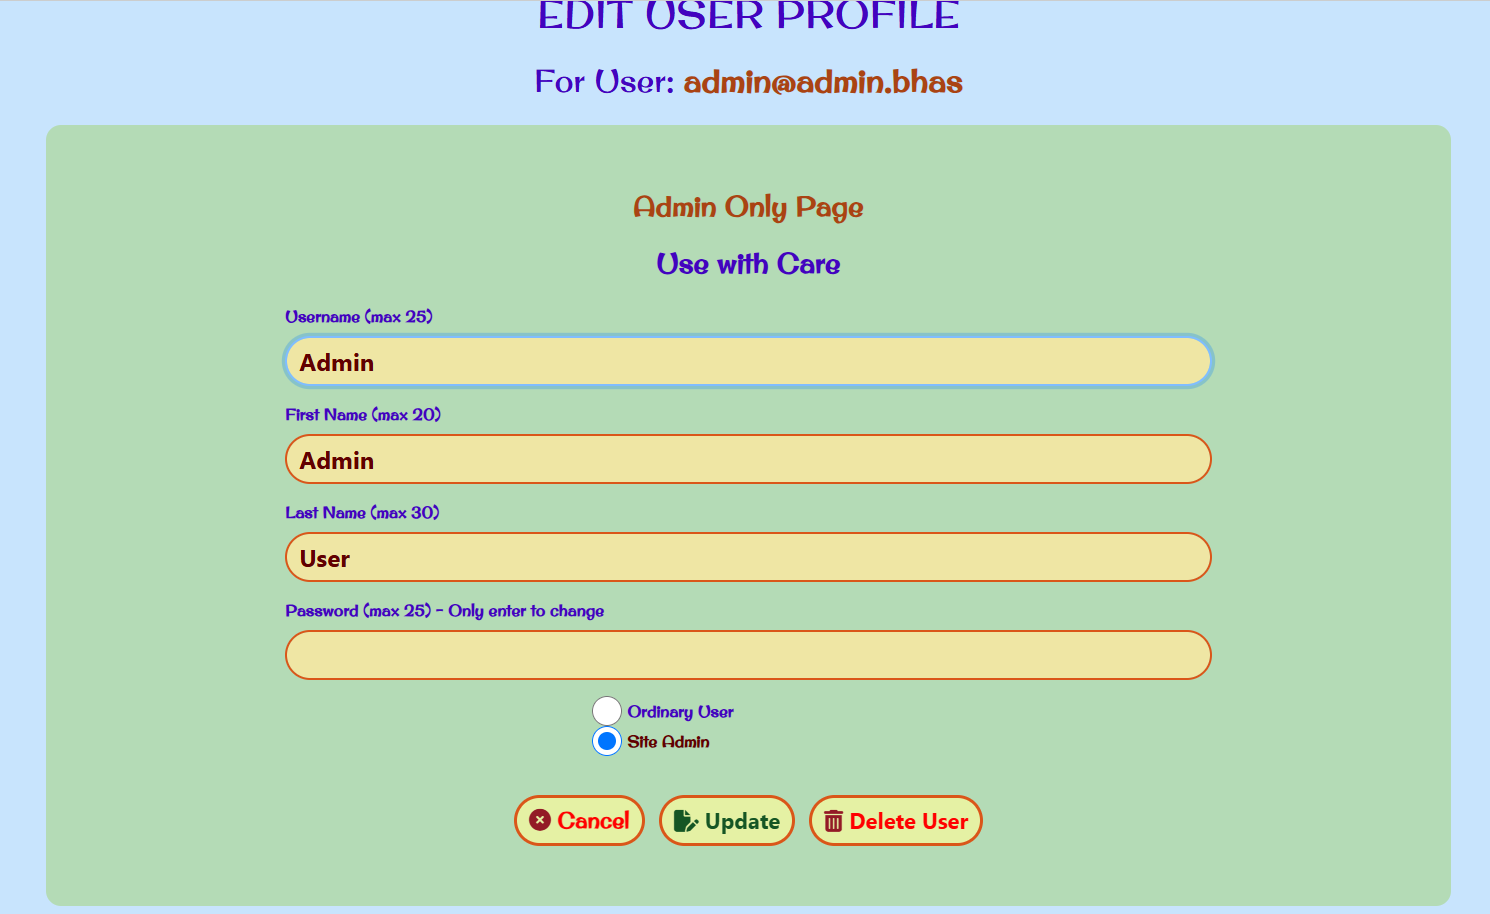 EDIT USER PROFILE
For User: admin@admin.bhas
Admin Only Page
Use with Care
Username (max 25)
Admin
First Name (max 20)
Admin
Last Name (max 30)
User
Password (max 25) - Only enter to change
Ordinary User
Site Admin
Cancel Update Delete User